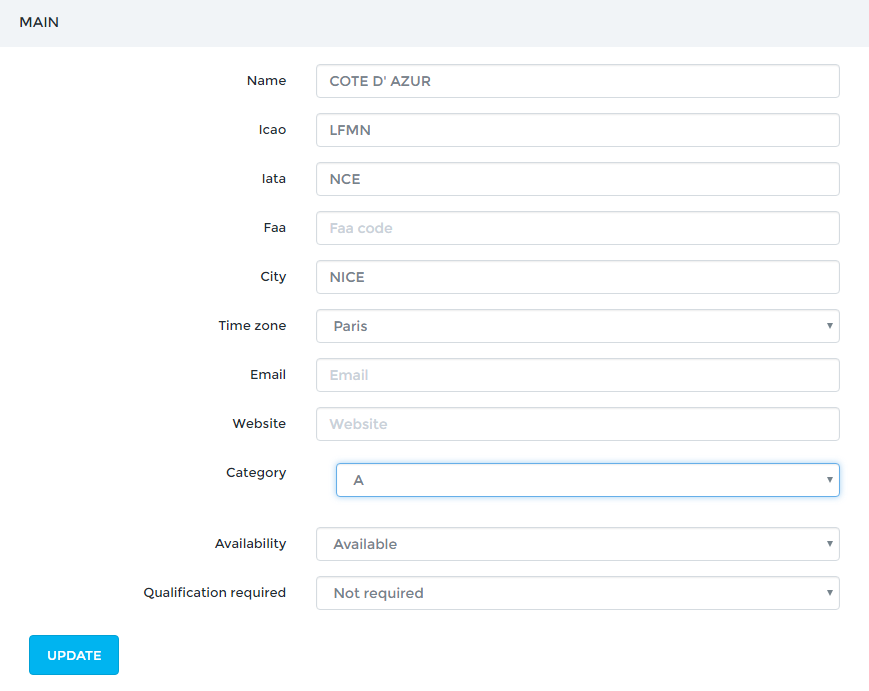 MAIN
Name COTE D' AZUR
Icao LFMN
Iata NCE
Faa Faa code
City NICE
Time zone Paris
Email Email
Website Website
Category A
Availability Available
Qualification required Not required
UPDATE